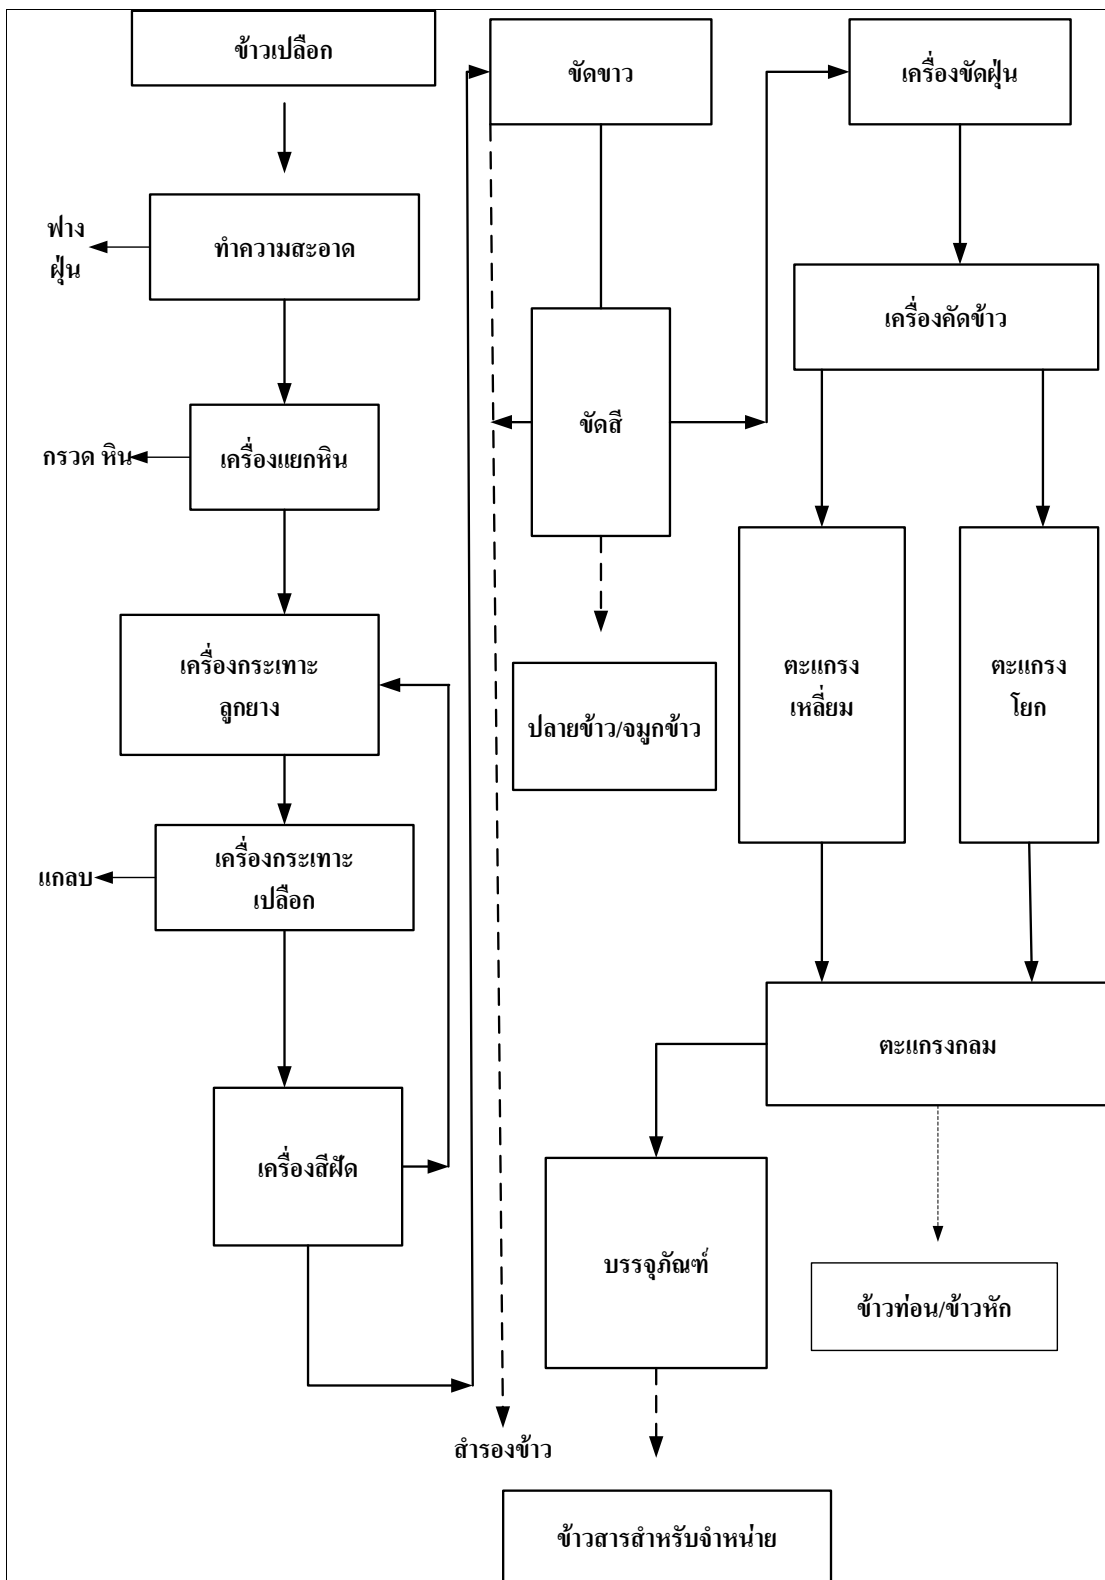 ข้าวเปลือก
ทำความสะอาด
ฟาง
ฝุ่น
เครื่องแยกหิน
กรวด หิน
เครื่องกระเทาะ
ลูกยาง
เครื่องกระเทาะ
เปลือก
แกลบ
เครื่องสีฝัด
ขัดขาว
ขัดสี
ปลายข้าว/จมูกข้าว
สำรองข้าว
เครื่องขัดฝุ่น
เครื่องคัดข้าว
ตะแกรง
เหลี่ยม
ตะแกรง
โยก
ตะแกรงกลม
บรรจุภัณฑ์
ข้าวท่อน/ข้าวหัก
ข้าวสารสำหรับจำหน่าย